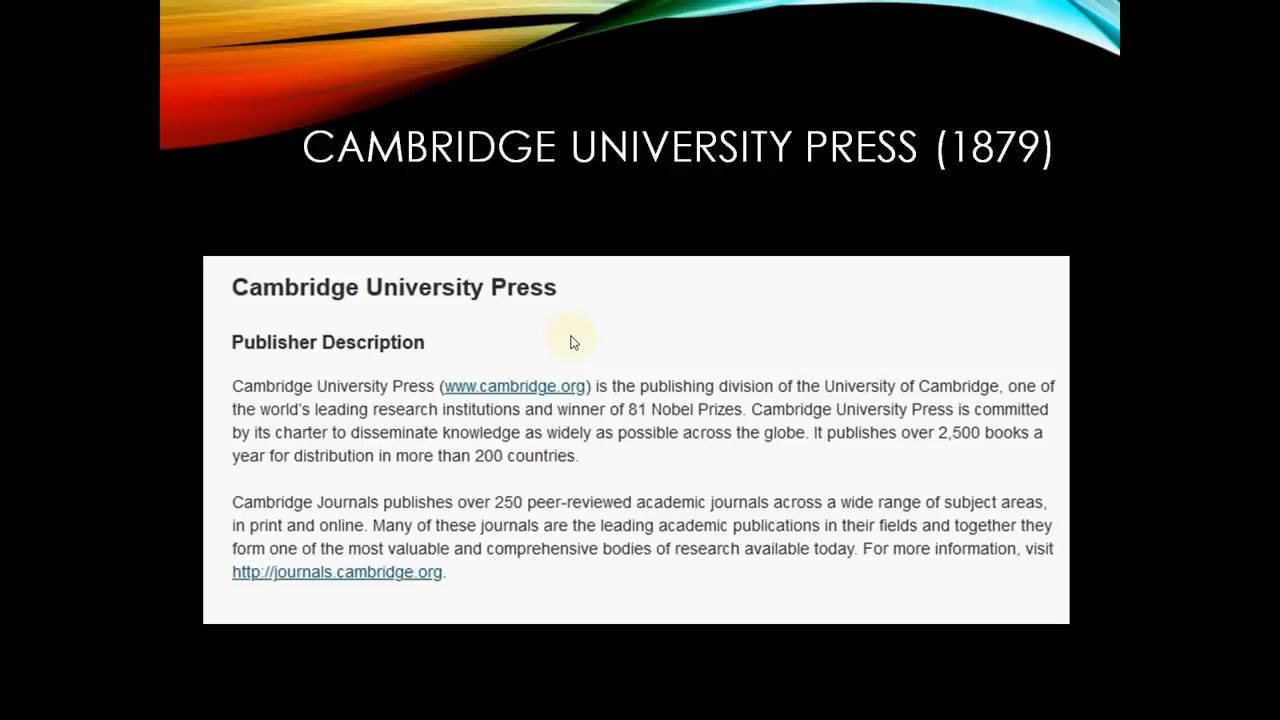 CAMBRIDGE UNIVERSITY PRESS (1879)
Cambridge University Press
Publisher Description
Cambridge University Press (www.cambridge.org) is the publishing division of the University of Cambridge, one of
the world's leading research institutions and winner of 81 Nobel Prizes. Cambridge University Press is committed
by its charter to disseminate knowledge as widely as possible across the globe. It publishes over 2,500 books a
year for distribution in more than 200 countries.
Cambridge Journals publishes over 250 peer-reviewed academic journals across a wide range of subject areas,
in print and online. Many of these journals are the leading academic publications in their fields and together they
form one of the most valuable and comprehensive bodies of research available today. For more information, visit
http://journals.cambridge.org.